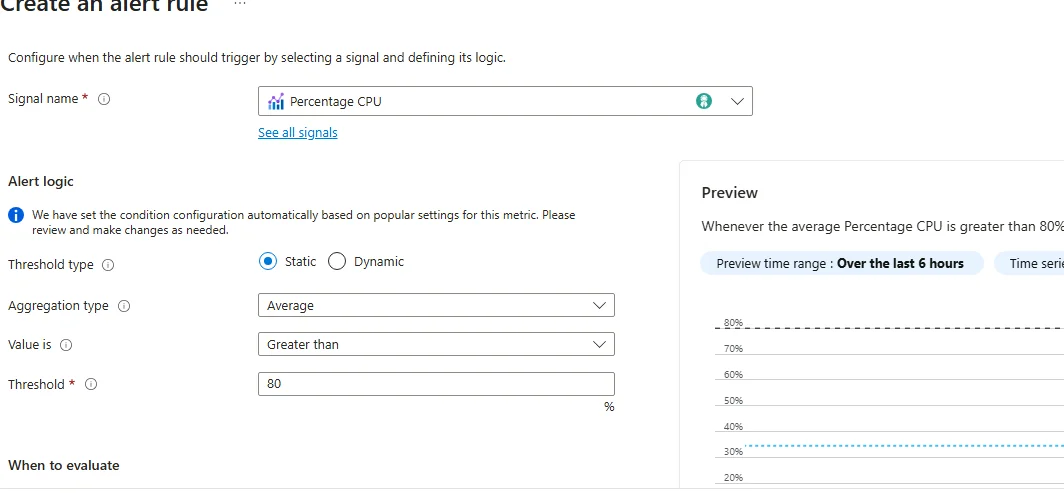 Create an alert rule ...
Configure when the alert rule should trigger by selecting a signal and defining its logic.
Signal name *
Percentage CPU
See all signals
Alert logic
We have set the condition configuration automatically based on popular settings for this metric. Please
review and make changes as needed.
Threshold type
Static
Dynamic
Aggregation type
Average
Value is
Greater than
Threshold *
80
%
When to evaluate
Preview
Whenever the average Percentage CPU is greater than 80%
Preview time range : Over the last 6 hours
Time serie
80%
70%
60%
50%
40%
30%
20%